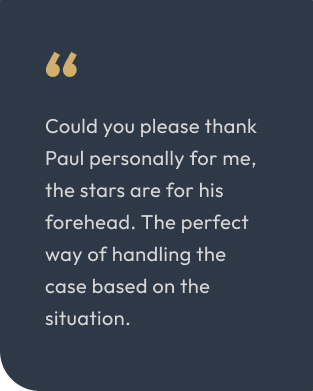 “
Could you please thank
Paul personally for me,
the stars are for his
forehead. The perfect
way of handling the
case based on the
situation.